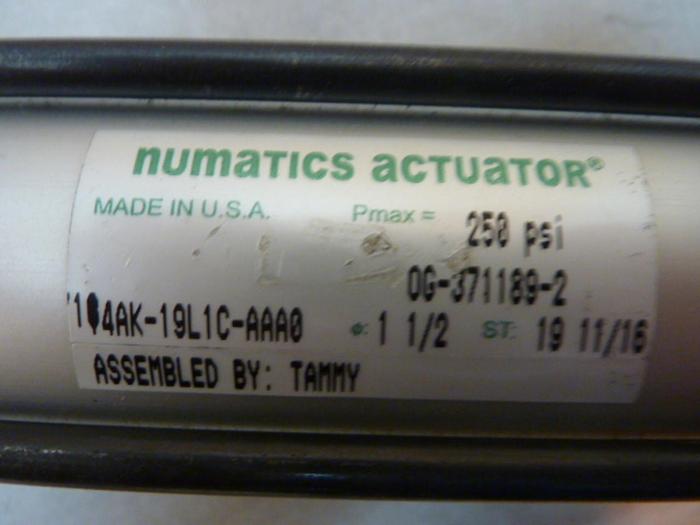 numatics actuator®
MADE IN U.S.A. Pmax = 250 psi
OG-371189-2
4AK-19L1C-AAA0 ø: 1 1/2 ST: 19 11/16
ASSEMBLED BY: TAMMY